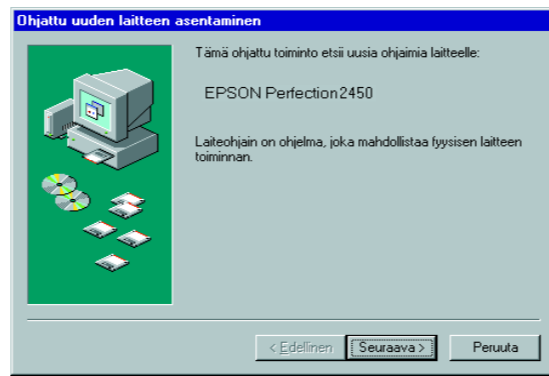 Ohjattu uuden laitteen asentaminen
Tämä ohjattu toiminto etsii uusia ohjaimia laitteelle:
EPSON Perfection2450
Laiteohjain on ohjelma, joka mahdollistaa fyysisen laitteen
toiminnan.
< Edellinen Seuraava > Peruuta